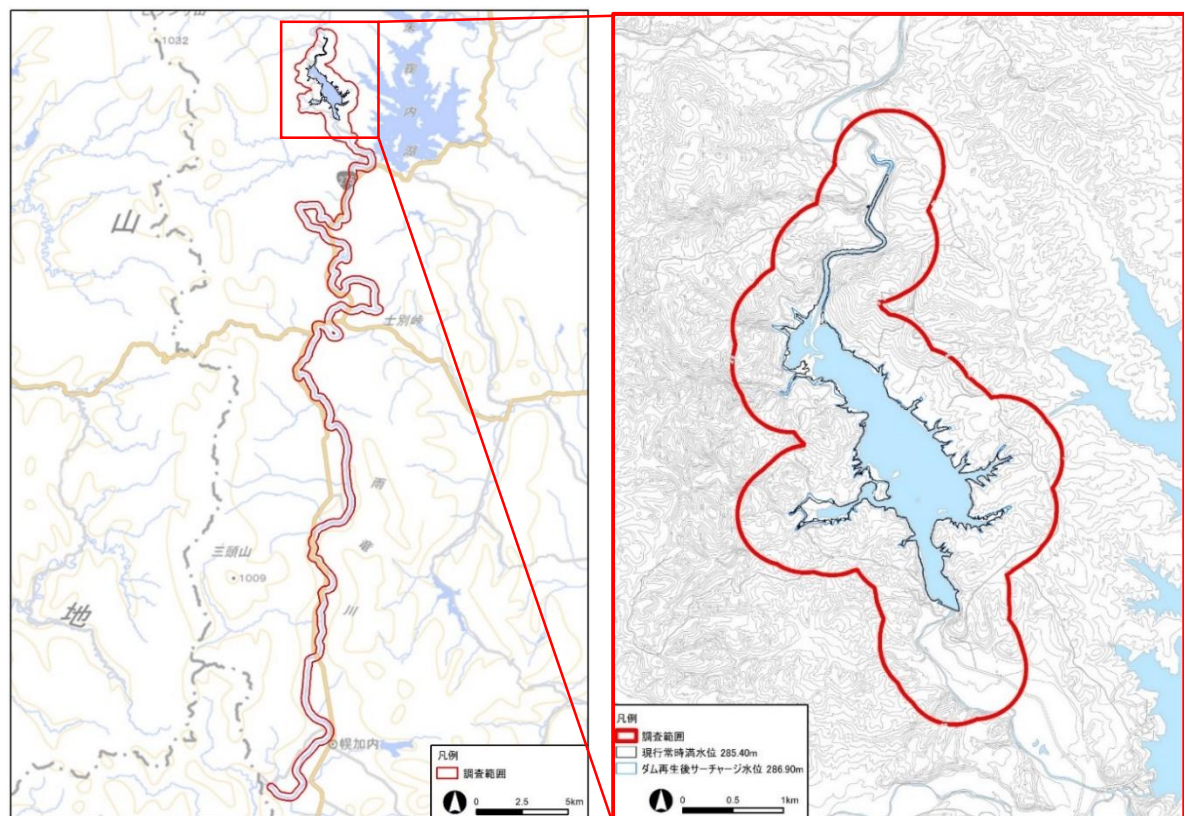 1032
朱
鞠
内
湖
山
士別峠
雨
竜
川
三頭山
1009
地
幌加内
凡例
調査範囲
0 2.5 5km
凡例
調査範囲
現行常時満水位 285.40m
ダム再生後サーチャージ水位 286.90m
0 0.5 1km